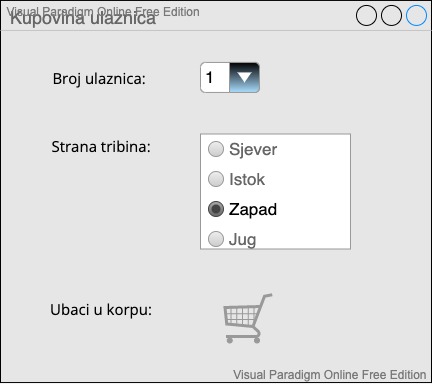 Visual Paradigm Online Free Edition
Kupovina ulaznica
Broj ulaznica:
1
Strana tribina:
Sjever
Istok
Zapad
Jug
Ubaci u korpu:
Visual Paradigm Online Free Edition